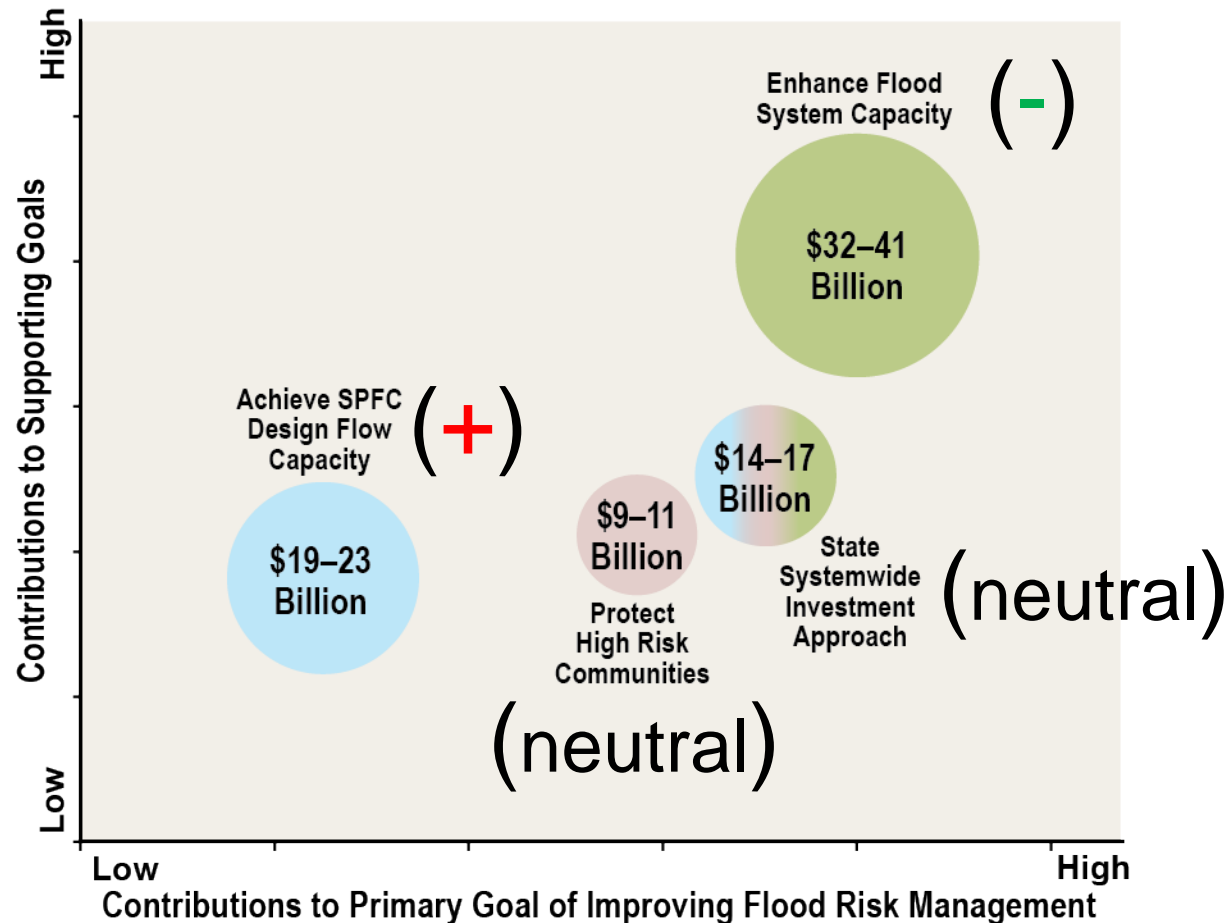 High
Contributions to Supporting Goals
Low
Enhance Flood
System Capacity
(-)
$32–41
Billion
Achieve SPFC
Design Flow
Capacity
(+)
$19–23
Billion
$14–17
Billion
$9–11
Billion
State
Systemwide
Investment
Approach
(neutral)
Protect
High Risk
Communities
(neutral)
Low
High
Contributions to Primary Goal of Improving Flood Risk Management